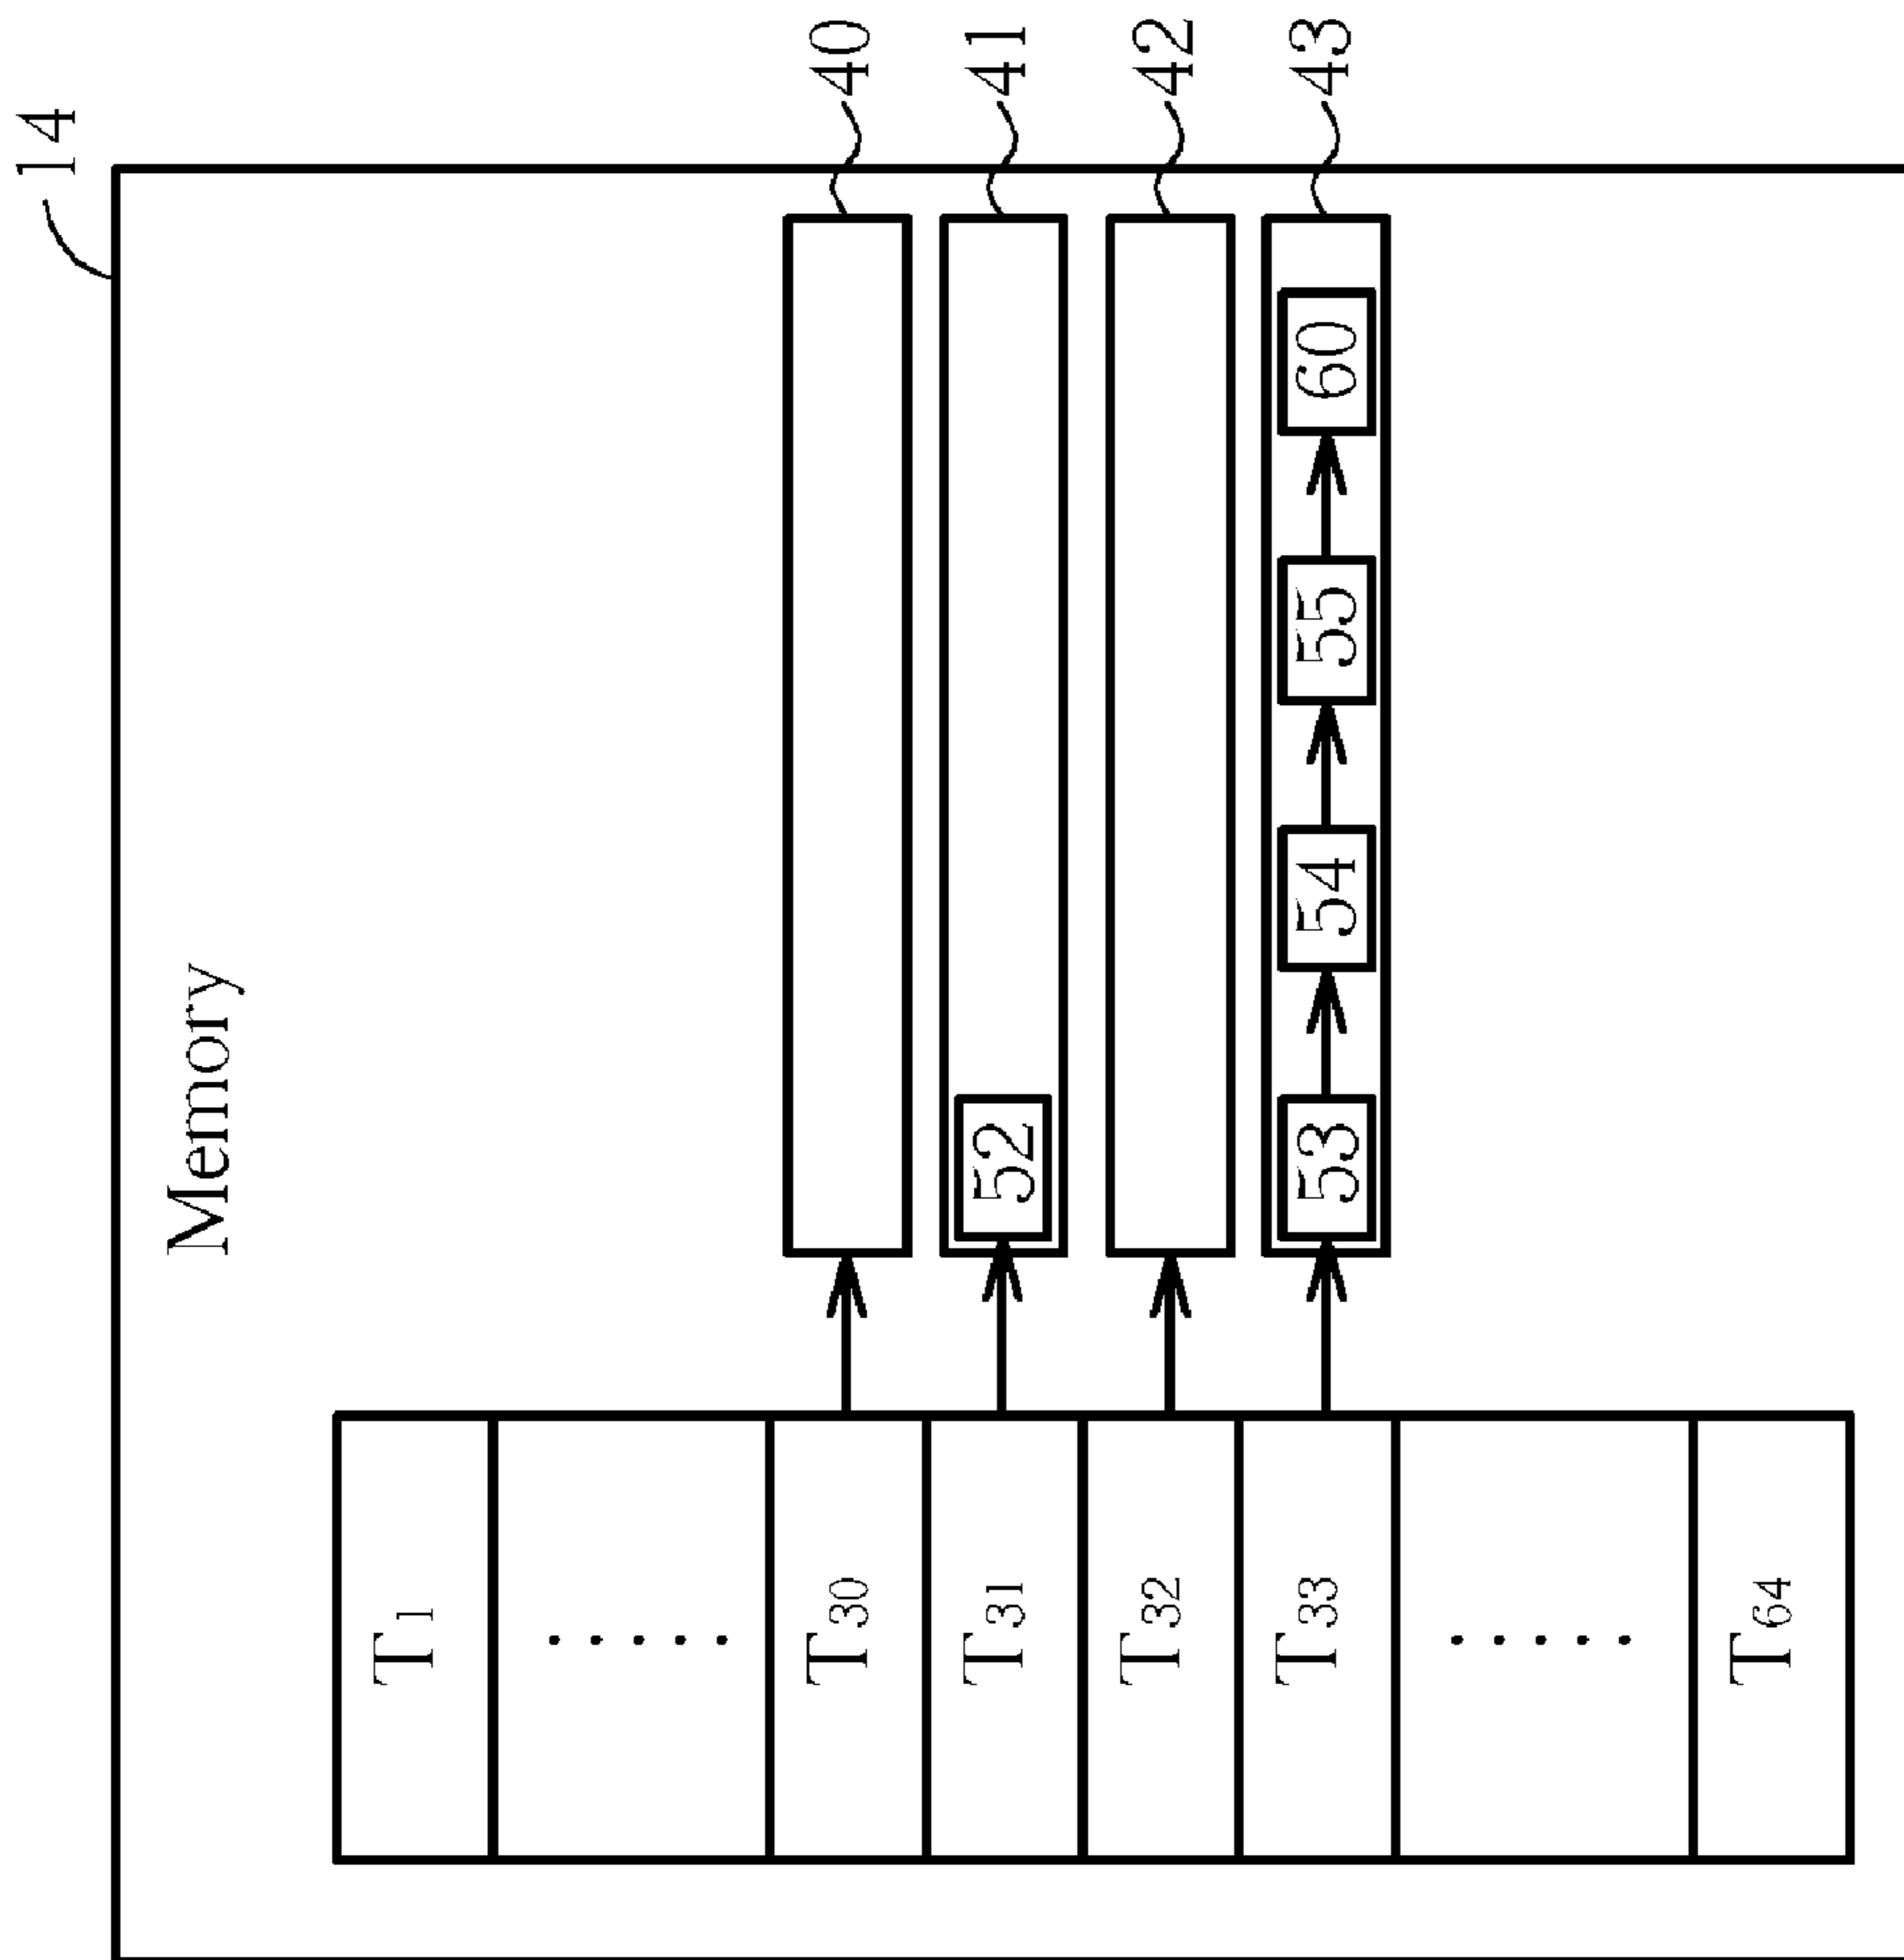 14
Memory
T1
.....
T30
40
T31
52
41
T32
42
T33
53
54
55
60
43
.....
T64